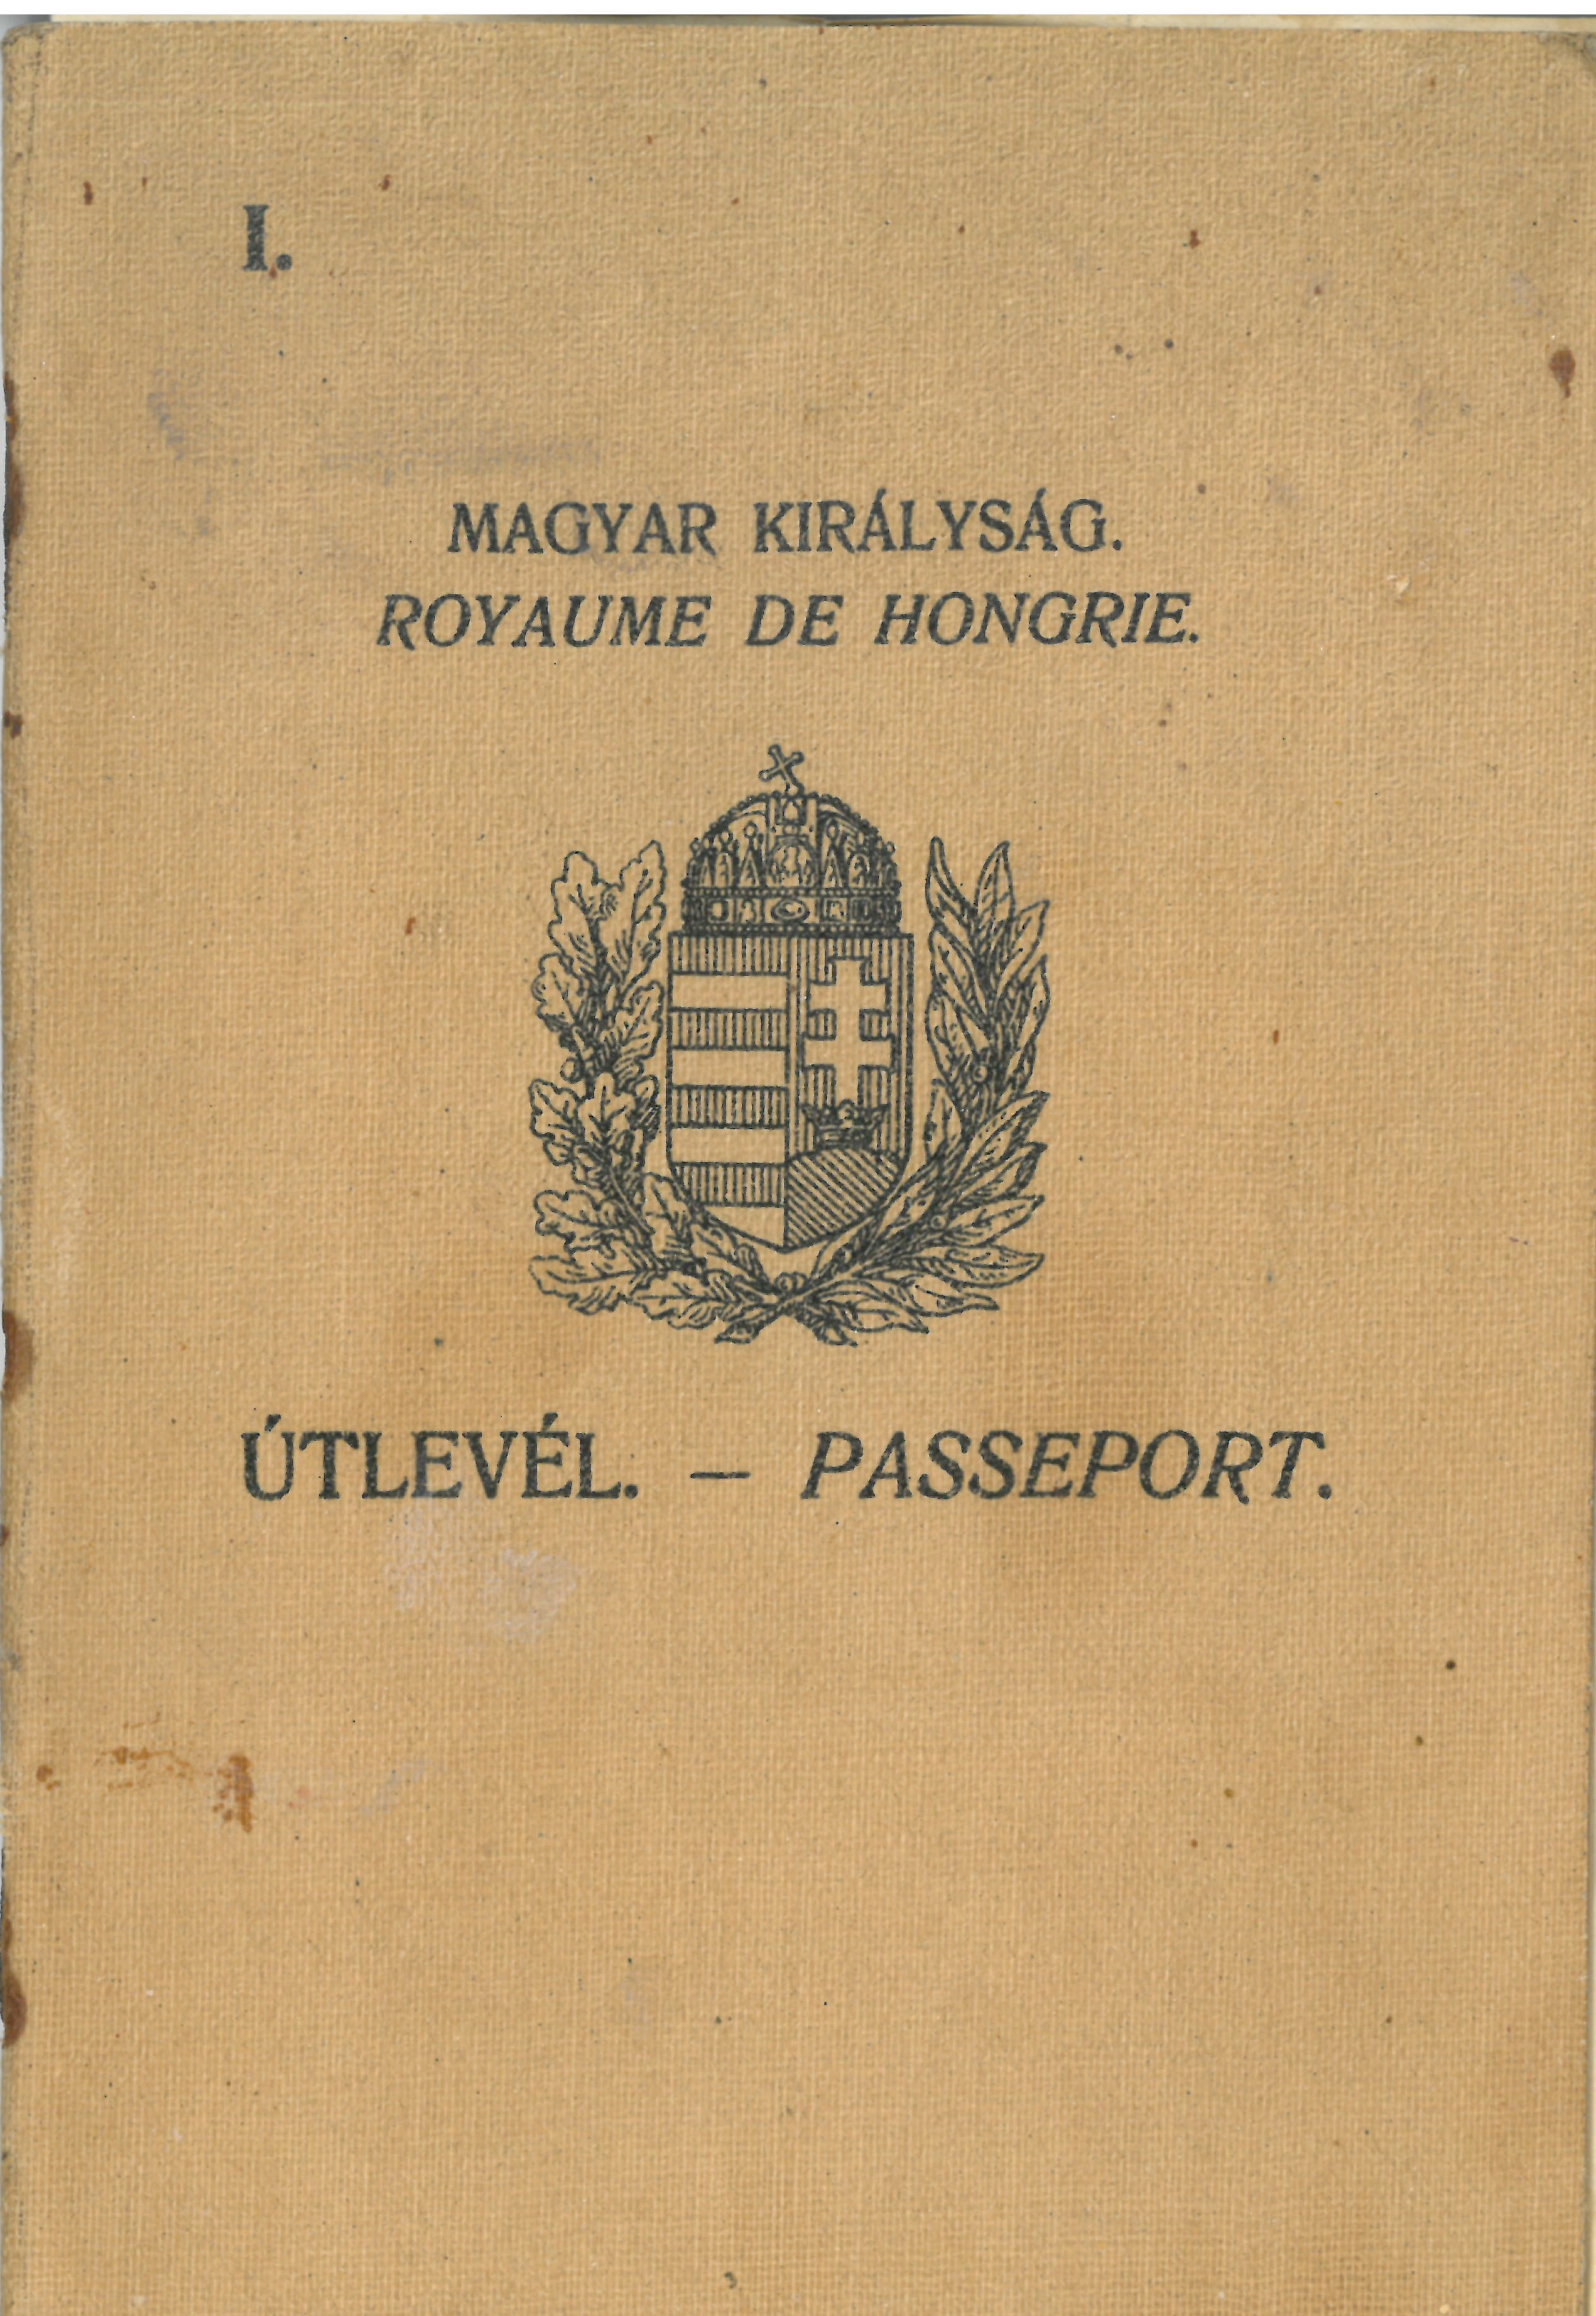 I.
MAGYAR KIRÁLYSÁG.
ROYAUME DE HONGRIE.
ÚTLEVÉL. — PASSEPORT.